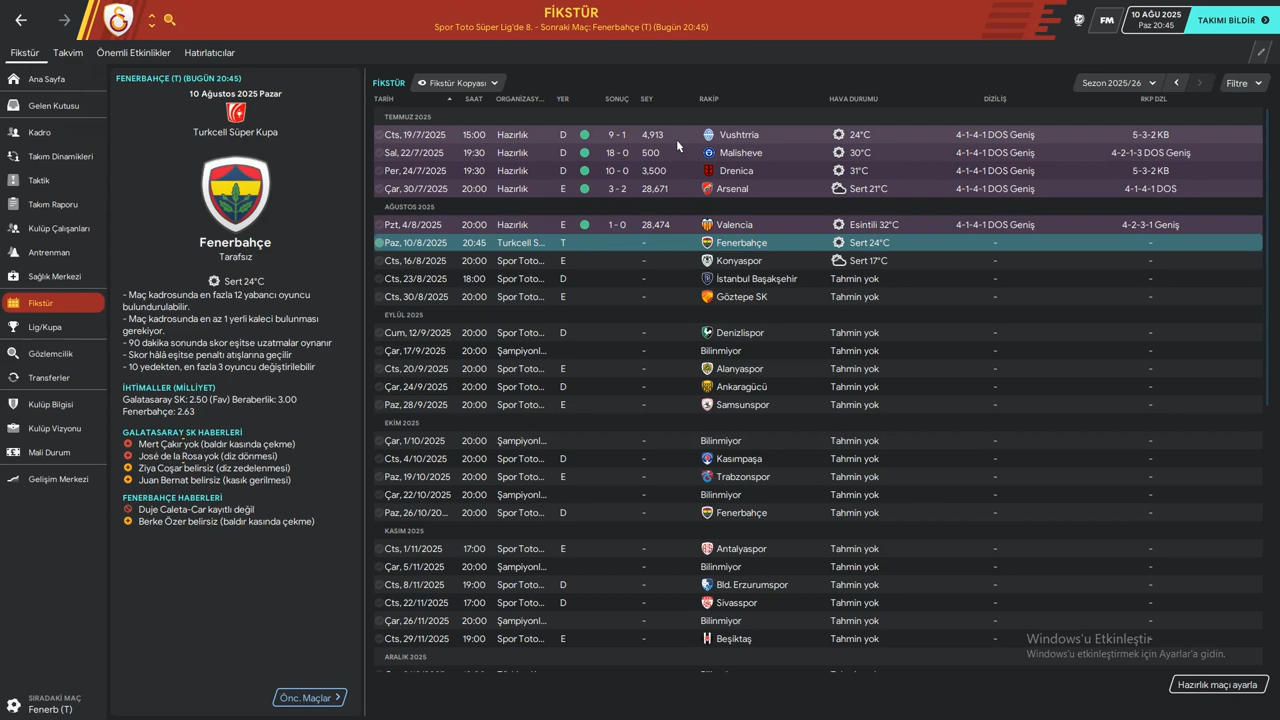 FİKSTÜR
Spor Toto Süper Lig'de 8. - Sonraki Maç: Fenerbahçe (T) (Bugün 20:45)
FM
10 AĞU 2025
Paz 20:45
TAKIMI BİLDİR
Fikstür Takvim Önemli Etkinlikler Hatırlatıcılar
Ana Sayfa
Gelen Kutusu
Kadro
Takım Dinamikleri
Taktik
Takım Raporu
Kulüp Çalışanları
Antrenman
Sağlık Merkezi
Fikstür
Lig/Kupa
Gözlemcilik
Transferler
Kulüp Bilgisi
Kulüp Vizyonu
Mali Durum
Gelişim Merkezi
SIRADAKİ MAÇ
Fenerb (T)
FENERBAHÇE (T) (BUGÜN 20:45)
10 Ağustos 2025 Pazar
Turkcell Süper Kupa
Fenerbahçe
Tarafsız
Sert 24°C
- Maç kadrosunda en fazla 12 yabancı oyuncu
bulundurulabilir.
- Maç kadrosunda en az 1 yerli kaleci bulunması
gerekiyor.
- 90 dakika sonunda skor eşitse uzatmalar oynanır
- Skor hâlâ eşitse penaltı atışlarına geçilir
- 10 yedekten, en fazla 3 oyuncu değiştirilebilir
İHTİMALLER (MİLLİYET)
Galatasaray SK: 2.50 (Fav) Beraberlik: 3.00
Fenerbahçe: 2.63
GALATASARAY SK HABERLERİ
Mert Çakır yok (baldır kasında çekme)
José de la Rosa yok (diz dönmesi)
Ziya Coşar belirsiz (diz zedelenmesi)
Juan Bernat belirsiz (kasık gerilmesi)
FENERBAHÇE HABERLERİ
Duje Caleta-Car kayıtlı değil
Berke Özer belirsiz (baldır kasında çekme)
Önc. Maçlar
FİKSTÜR Fikstür Kopyası Sezon 2025/26 Filtre
TARİH SAAT ORGANİZASY... YER SONUÇ SEY RAKİP HAVA DURUMU DİZİLİŞ RKP DZL
TEMMUZ 2025
Cts, 19/7/2025 15:00 Hazırlık D 9 - 1 4,913 Vushtrria 24°C 4-1-4-1 DOS Geniş 5-3-2 KB
Sal, 22/7/2025 19:30 Hazırlık D 18 - 0 500 Malisheve 30°C 4-1-4-1 DOS Geniş 4-2-1-3 DOS Geniş
Per, 24/7/2025 19:30 Hazırlık D 10 - 0 3,500 Drenica 31°C 4-1-4-1 DOS Geniş 5-3-2 KB
Çar, 30/7/2025 20:00 Hazırlık E 3 - 2 28,671 Arsenal Sert 21°C 4-1-4-1 DOS Geniş 4-1-4-1 DOS
AĞUSTOS 2025
Pzt, 4/8/2025 20:00 Hazırlık E 1 - 0 28,474 Valencia Esintili 32°C 4-1-4-1 DOS Geniş 4-2-3-1 Geniş
Paz, 10/8/2025 20:45 Turkcell S... T - Fenerbahçe Sert 24°C - -
Cts, 16/8/2025 20:00 Spor Toto... E - Konyaspor Sert 17°C - -
Cts, 23/8/2025 18:00 Spor Toto... D - İstanbul Başakşehir Tahmin yok - -
Cts, 30/8/2025 20:00 Spor Toto... E - Göztepe SK Tahmin yok - -
EYLÜL 2025
Cum, 12/9/2025 20:00 Spor Toto... D - Denizlispor Tahmin yok - -
Çar, 17/9/2025 20:00 Şampiyonl... - Bilinmiyor Tahmin yok - -
Cts, 20/9/2025 20:00 Spor Toto... E - Alanyaspor Tahmin yok - -
Çar, 24/9/2025 20:00 Spor Toto... D - Ankaragücü Tahmin yok - -
Paz, 28/9/2025 20:00 Spor Toto... E - Samsunspor Tahmin yok - -
EKİM 2025
Çar, 1/10/2025 20:00 Şampiyonl... - Bilinmiyor Tahmin yok - -
Cts, 4/10/2025 20:00 Spor Toto... D - Kasımpaşa Tahmin yok - -
Paz, 19/10/2025 20:00 Spor Toto... E - Trabzonspor Tahmin yok - -
Çar, 22/10/2025 20:00 Şampiyonl... - Bilinmiyor Tahmin yok - -
Paz, 26/10/20... 20:00 Spor Toto... D - Fenerbahçe Tahmin yok - -
KASIM 2025
Cts, 1/11/2025 17:00 Spor Toto... E - Antalyaspor Tahmin yok - -
Çar, 5/11/2025 20:00 Şampiyonl... - Bilinmiyor Tahmin yok - -
Cts, 8/11/2025 19:00 Spor Toto... D - Bld. Erzurumspor Tahmin yok - -
Cts, 22/11/2025 17:00 Spor Toto... D - Sivasspor Tahmin yok - -
Çar, 26/11/2025 20:00 Şampiyonl... - Bilinmiyor Tahmin yok - -
Cts, 29/11/2025 19:00 Spor Toto... E - Beşiktaş Tahmin yok - -
ARALIK 2025
Windows'u Etkinleştir
Windows'u etkinleştirmek için Ayarlar'a gidin.
Hazırlık maçı ayarla